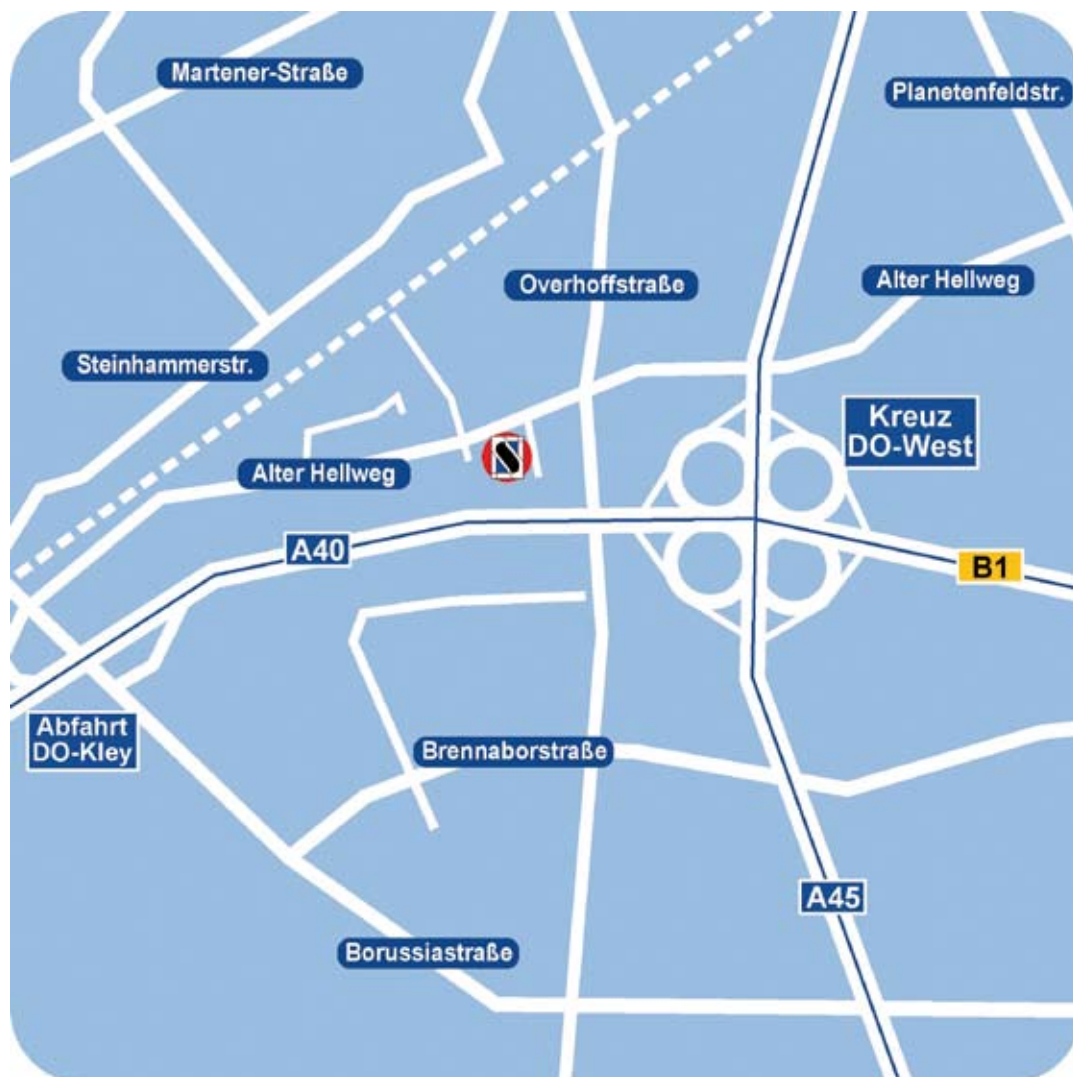 Martener-Straße
Planetenfeldstr.
Overhoffstraße
Alter Hellweg
Steinhammerstr.
Kreuz
DO-West
Alter Hellweg
A40
B1
Abfahrt
DO-Kley
Brennaborstraße
A45
Borussiastraße